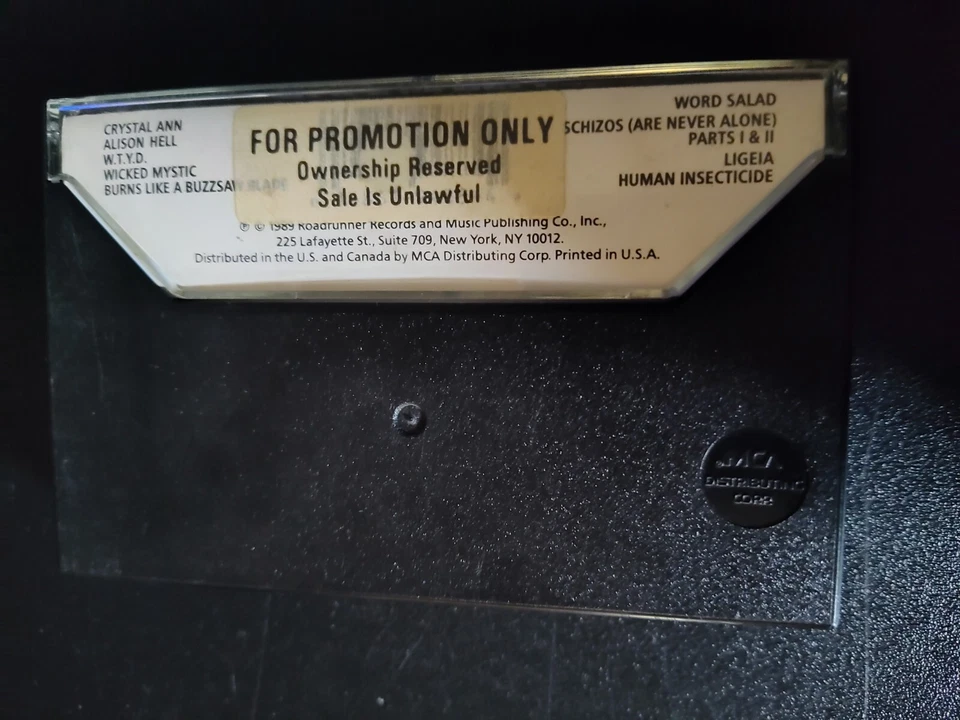 CRYSTAL ANN
ALISON HELL
W.T.Y.D.
WICKED MYSTIC
BURNS LIKE A BUZZSAW BLADE
FOR PROMOTION ONLY
Ownership Reserved
Sale Is Unlawful
WORD SALAD
SCHIZOS (ARE NEVER ALONE)
PARTS I & II
LIGEIA
HUMAN INSECTICIDE
℗ © 1989 Roadrunner Records and Music Publishing Co., Inc.,
225 Lafayette St., Suite 709, New York, NY 10012.
Distributed in the U.S. and Canada by MCA Distributing Corp. Printed in U.S.A.
MCA
DISTRIBUTING
CORP.